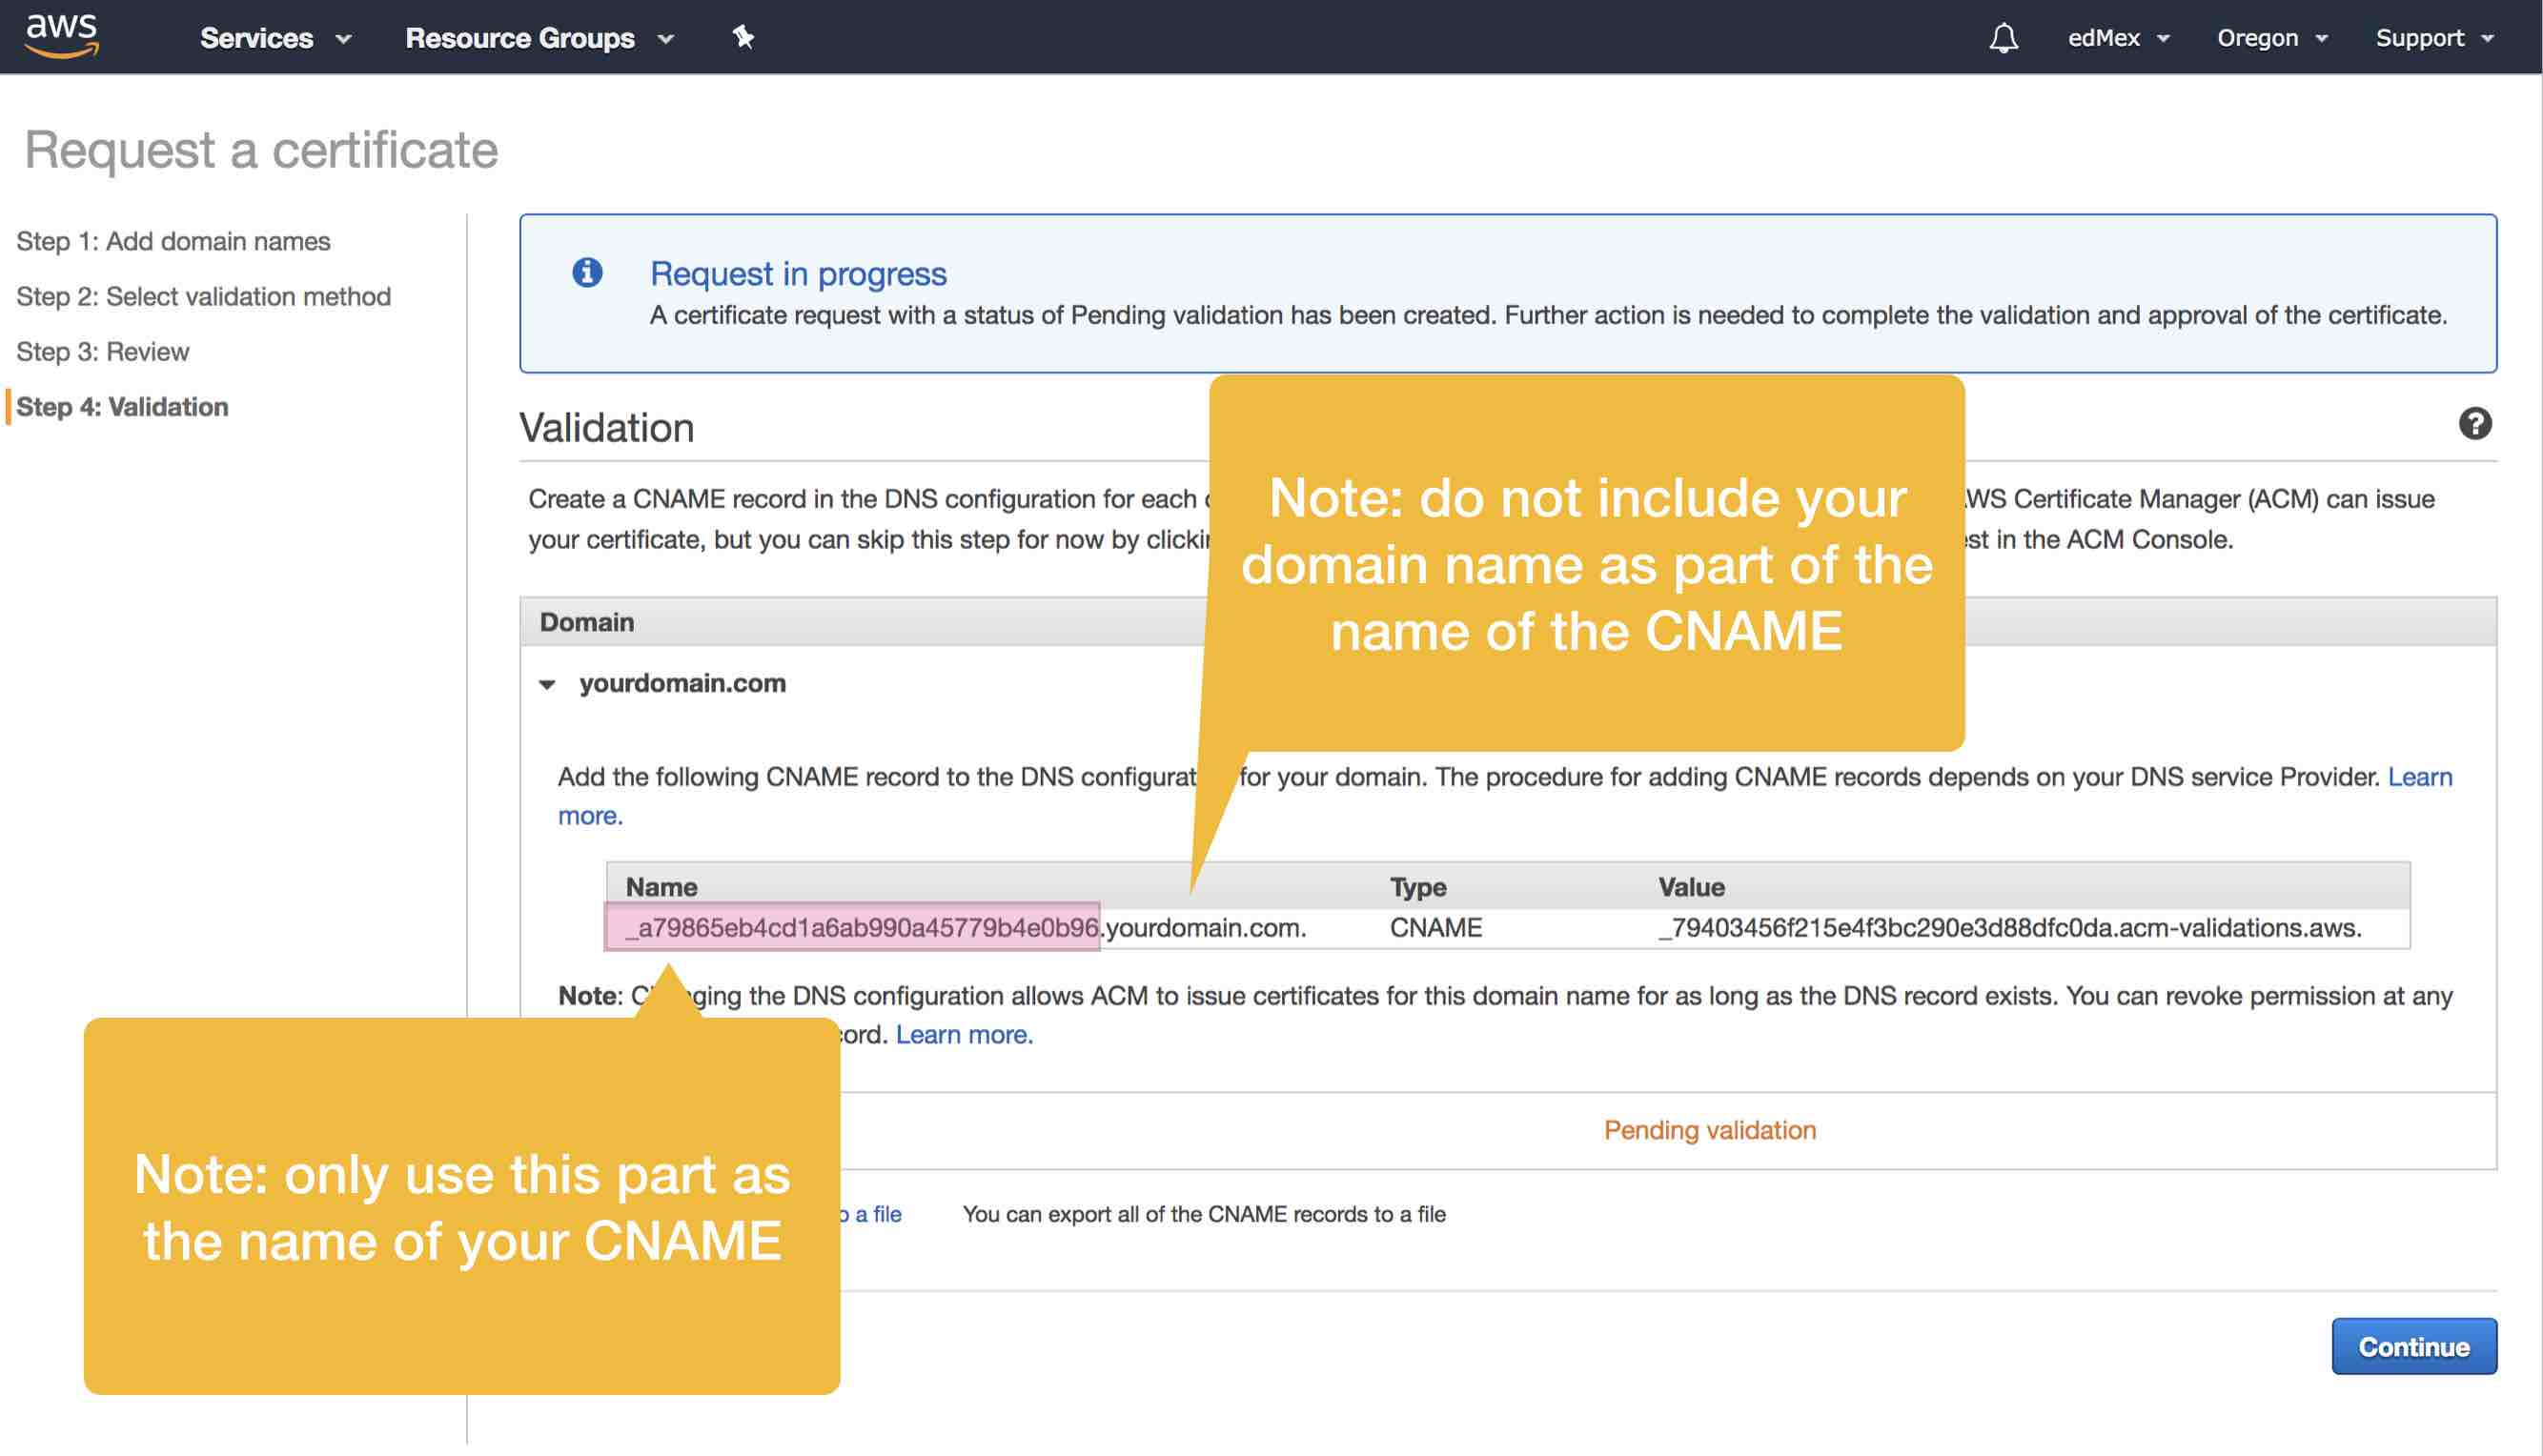 aws Services Resource Groups edMex Oregon Support
Request a certificate
Step 1: Add domain names
Step 2: Select validation method
Step 3: Review
Step 4: Validation
Request in progress
A certificate request with a status of Pending validation has been created. Further action is needed to complete the validation and approval of the certificate.
Validation
Create a CNAME record in the DNS configuration for each
WS Certificate Manager (ACM) can issue
your certificate, but you can skip this step for now by
in the ACM Console.
Note: do not include your
domain name as part of the
name of the CNAME
Domain
yourdomain.com
Add the following CNAME record to the DNS configurat for your domain. The procedure for adding CNAME records depends on your DNS service Provider. Learn
more.
Name Type Value
_a79865eb4cd1a6ab990a45779b4e0b96.yourdomain.com. CNAME _79403456f215e4f3bc290e3d88dfc0da.acm-validations.aws.
Note: ging the DNS configuration allows ACM to issue certificates for this domain name for as long as the DNS record exists. You can revoke permission at any
ord. Learn more.
Note: only use this part as
the name of your CNAME
Pending validation
a file You can export all of the CNAME records to a file
Continue